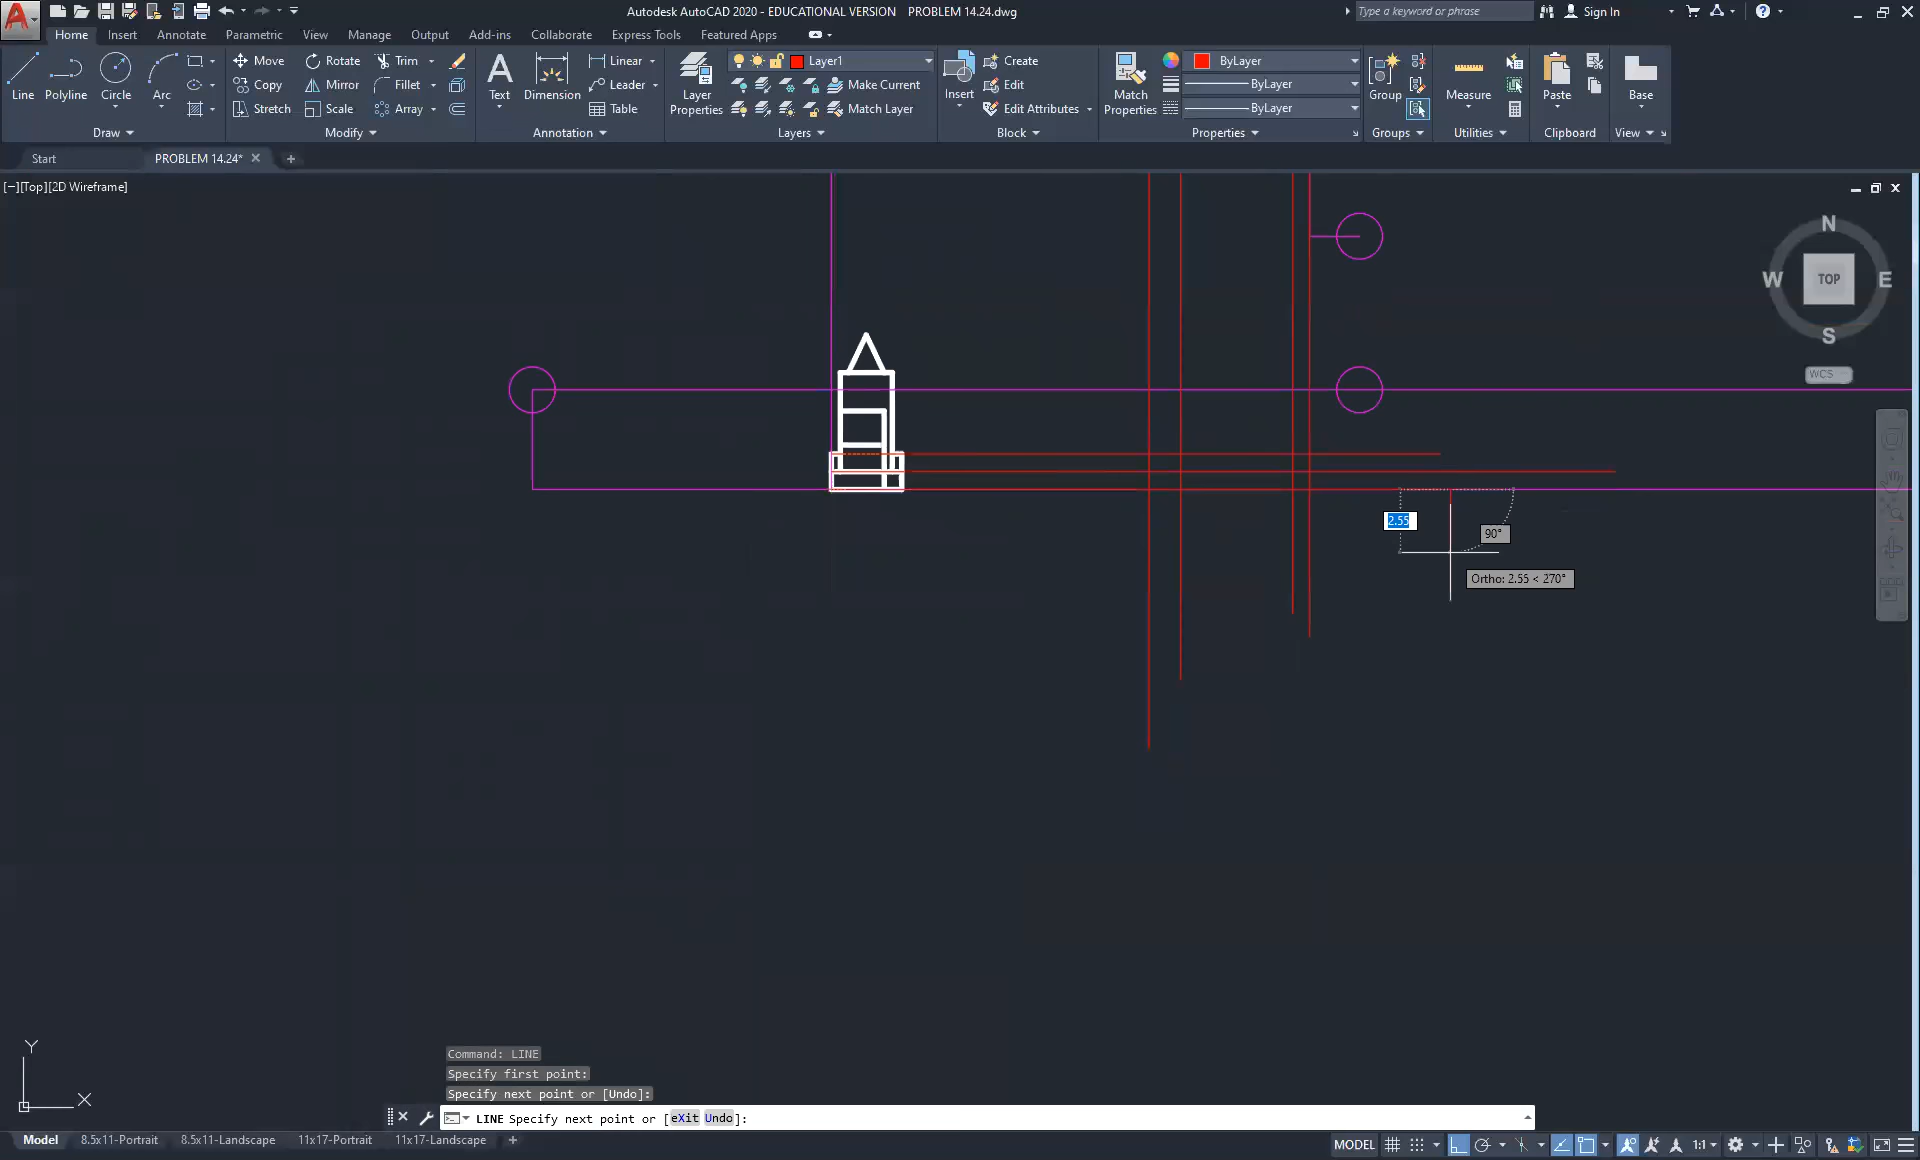 Autodesk AutoCAD 2020 - EDUCATIONAL VERSION PROBLEM 14.24.dwg
Type a keyword or phrase
Sign In
Home Insert Annotate Parametric View Manage Output Add-ins Collaborate Express Tools Featured Apps
Line Polyline Circle Arc
Move Rotate Trim
Copy Mirror Fillet
Stretch Scale Array
Text Dimension
Linear
Leader
Table
Layer Properties
Layer1
Make Current
Match Layer
Insert
Create
Edit
Edit Attributes
Match Properties
ByLayer
ByLayer
ByLayer
Group
Measure
Paste
Base
Draw Modify Annotation Layers Block Properties Groups Utilities Clipboard View
Start PROBLEM 14.24*
[−][Top][2D Wireframe]
N
W TOP E
S
WCS
2.55
90°
Ortho: 2.55 < 270°
Y
X
Command: LINE
Specify first point:
Specify next point or [Undo]:
LINE Specify next point or [eXit Undo]:
Model 8.5x11-Portrait 8.5x11-Landscape 11x17-Portrait 11x17-Landscape
MODEL 1:1